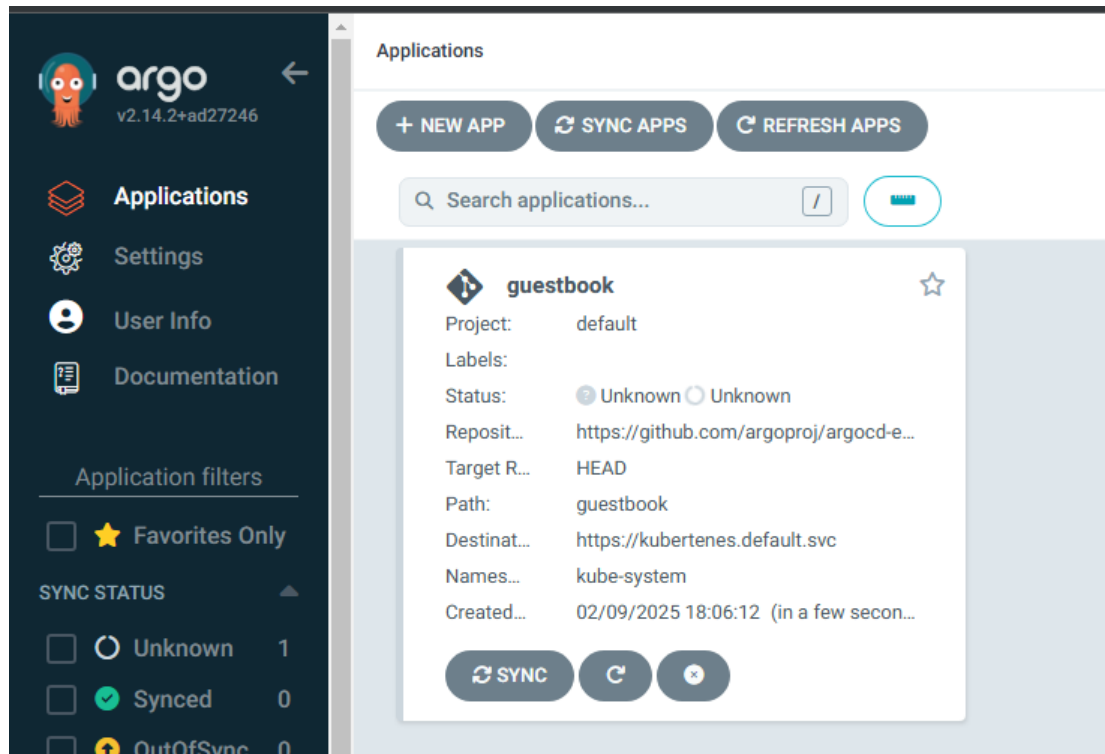 argo
v2.14.2+ad27246
Applications
Settings
User Info
Documentation
Application filters
Favorites Only
SYNC STATUS
Unknown 1
Synced 0
OutOfSync 0
Applications
+ NEW APP SYNC APPS REFRESH APPS
Search applications... /
guestbook
Project: default
Labels:
Status: Unknown Unknown
Reposit... https://github.com/argoproj/argocd-e...
Target R... HEAD
Path: guestbook
Destinat... https://kubertenes.default.svc
Names... kube-system
Created... 02/09/2025 18:06:12 (in a few secon...
SYNC